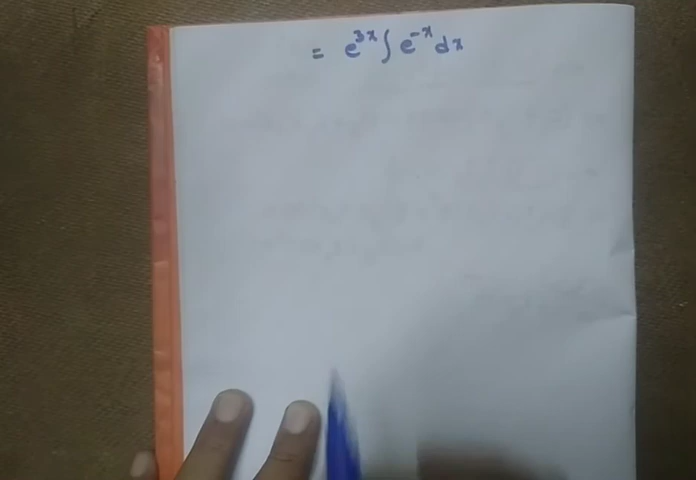 = e^{3x} ∫ e^{-x} dx